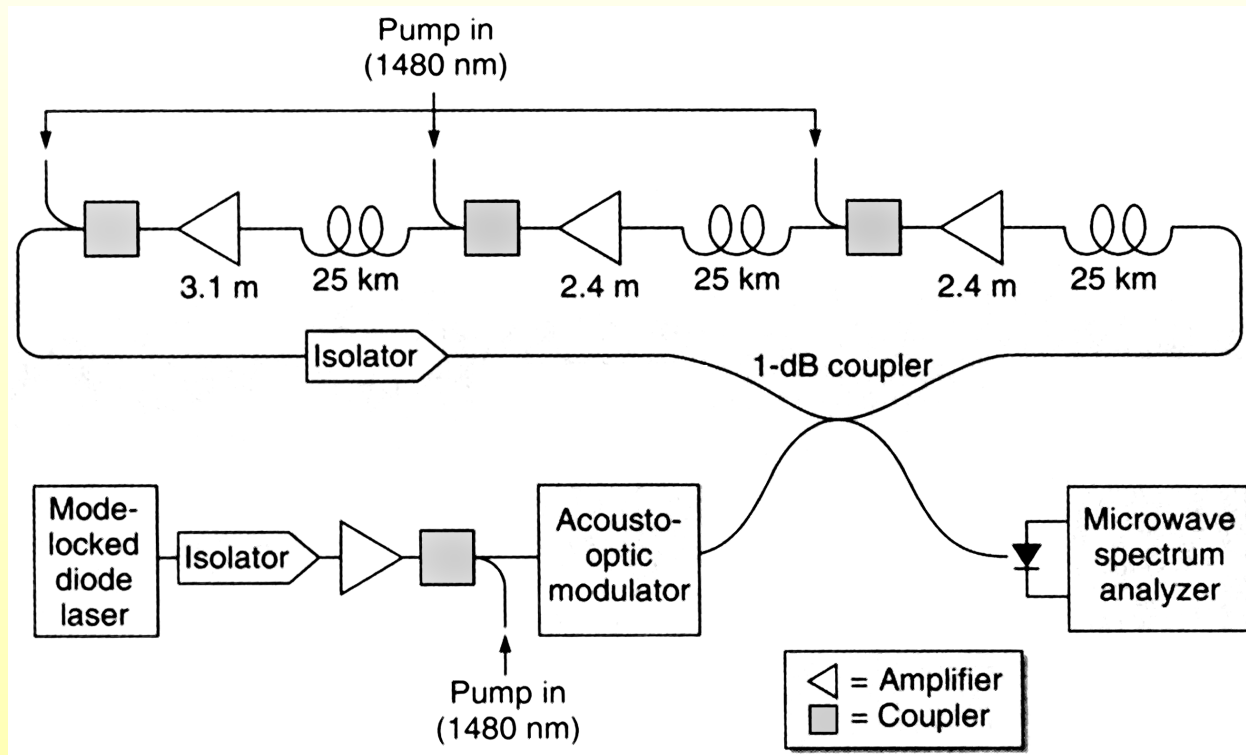 Pump in
(1480 nm)
3.1 m
25 km
2.4 m
25 km
2.4 m
25 km
Isolator
1-dB coupler
Mode-
locked
diode
laser
Isolator
Acousto-
optic
modulator
Microwave
spectrum
analyzer
Pump in
(1480 nm)
= Amplifier
= Coupler